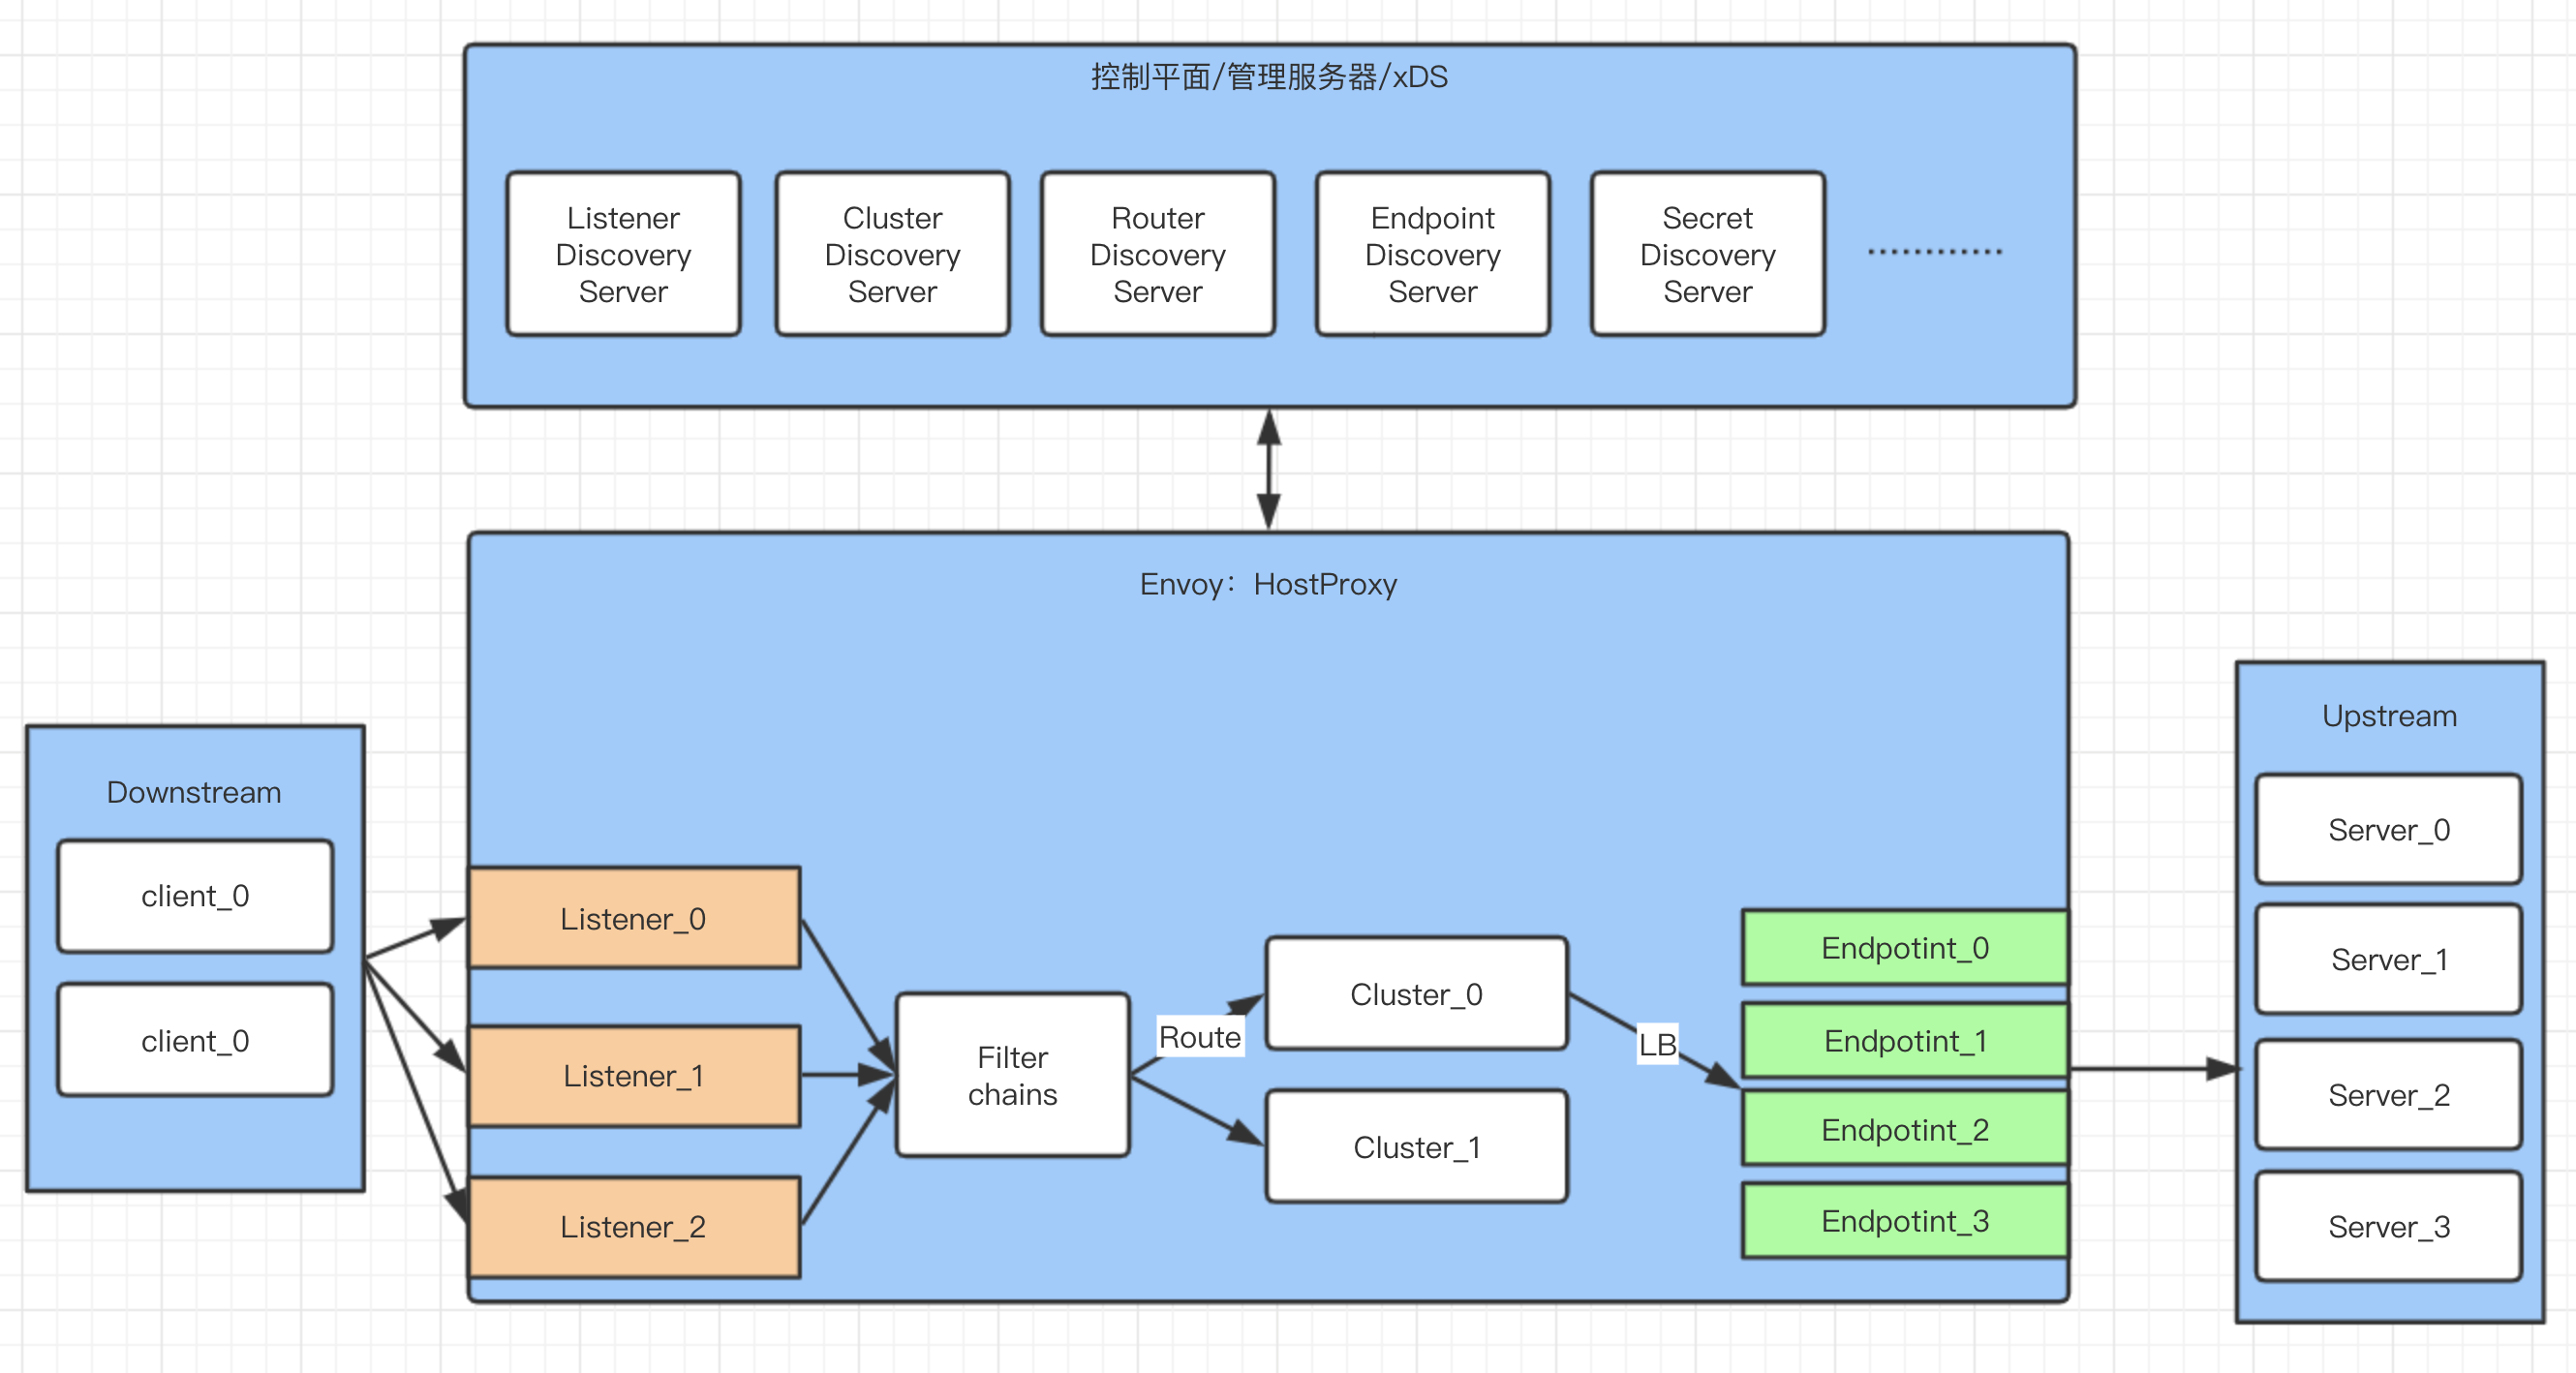 控制平面/管理服务器/xDS
Listener
Discovery
Server
Cluster
Discovery
Server
Router
Discovery
Server
Endpoint
Discovery
Server
Secret
Discovery
Server
............
Envoy：HostProxy
Downstream
client_0
client_0
Listener_0
Listener_1
Listener_2
Filter
chains
Route
Cluster_0
Cluster_1
LB
Endpotint_0
Endpotint_1
Endpotint_2
Endpotint_3
Upstream
Server_0
Server_1
Server_2
Server_3